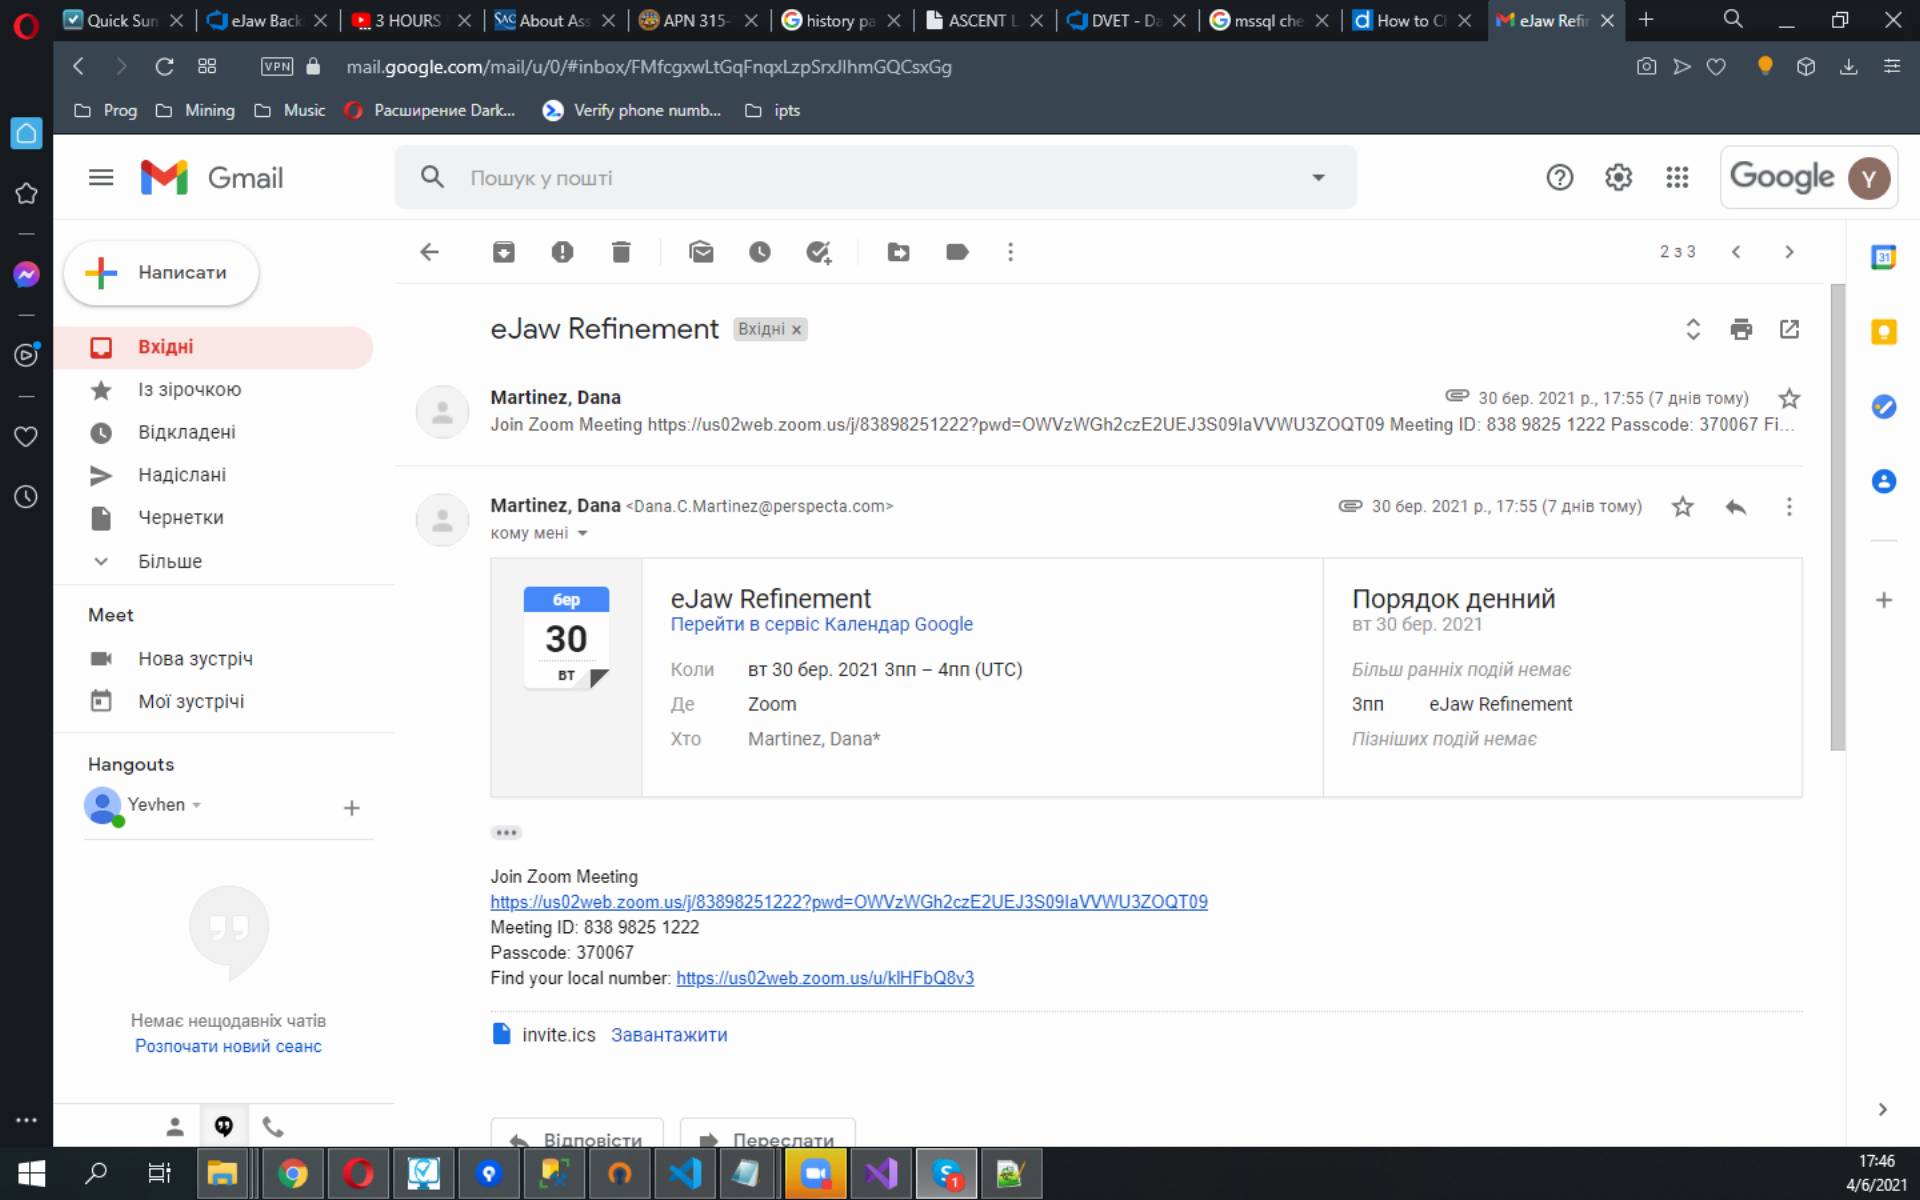 Quick Sun
eJaw Back
3 HOURS
About Ass
APN 315-
history pa
ASCENT L
DVET - Da
mssql che
How to Ch
eJaw Refin
VPN
mail.google.com/mail/u/0/#inbox/FMfcgxwLtGqFnqxLzpSrxJlhmGQCsxGg
Prog
Mining
Music
Расширение Dark...
Verify phone numb...
ipts
Gmail
Пошук у пошті
Google
Y
Написати
2 з 3
31
Вхідні
Із зірочкою
Відкладені
Надіслані
Чернетки
Більше
Meet
Нова зустріч
Мої зустрічі
Hangouts
Yevhen
Немає нещодавніх чатів
Розпочати новий сеанс
eJaw Refinement Вхідні
Martinez, Dana
30 бер. 2021 р., 17:55 (7 днів тому)
Join Zoom Meeting https://us02web.zoom.us/j/83898251222?pwd=OWVzWGh2czE2UEJ3S09IaVVWU3ZOQT09 Meeting ID: 838 9825 1222 Passcode: 370067 Fi...
Martinez, Dana <Dana.C.Martinez@perspecta.com>
30 бер. 2021 р., 17:55 (7 днів тому)
кому мені
бер
30
вт
eJaw Refinement
Перейти в сервіс Календар Google
Коли вт 30 бер. 2021 3пп – 4пп (UTC)
Де Zoom
Хто Martinez, Dana*
Порядок денний
вт 30 бер. 2021
Більш ранніх подій немає
3пп eJaw Refinement
Пізніших подій немає
Join Zoom Meeting
https://us02web.zoom.us/j/83898251222?pwd=OWVzWGh2czE2UEJ3S09IaVVWU3ZOQT09
Meeting ID: 838 9825 1222
Passcode: 370067
Find your local number: https://us02web.zoom.us/u/klHFbQ8v3
invite.ics Завантажити
Відповісти
Переслати
1
17:46
4/6/2021